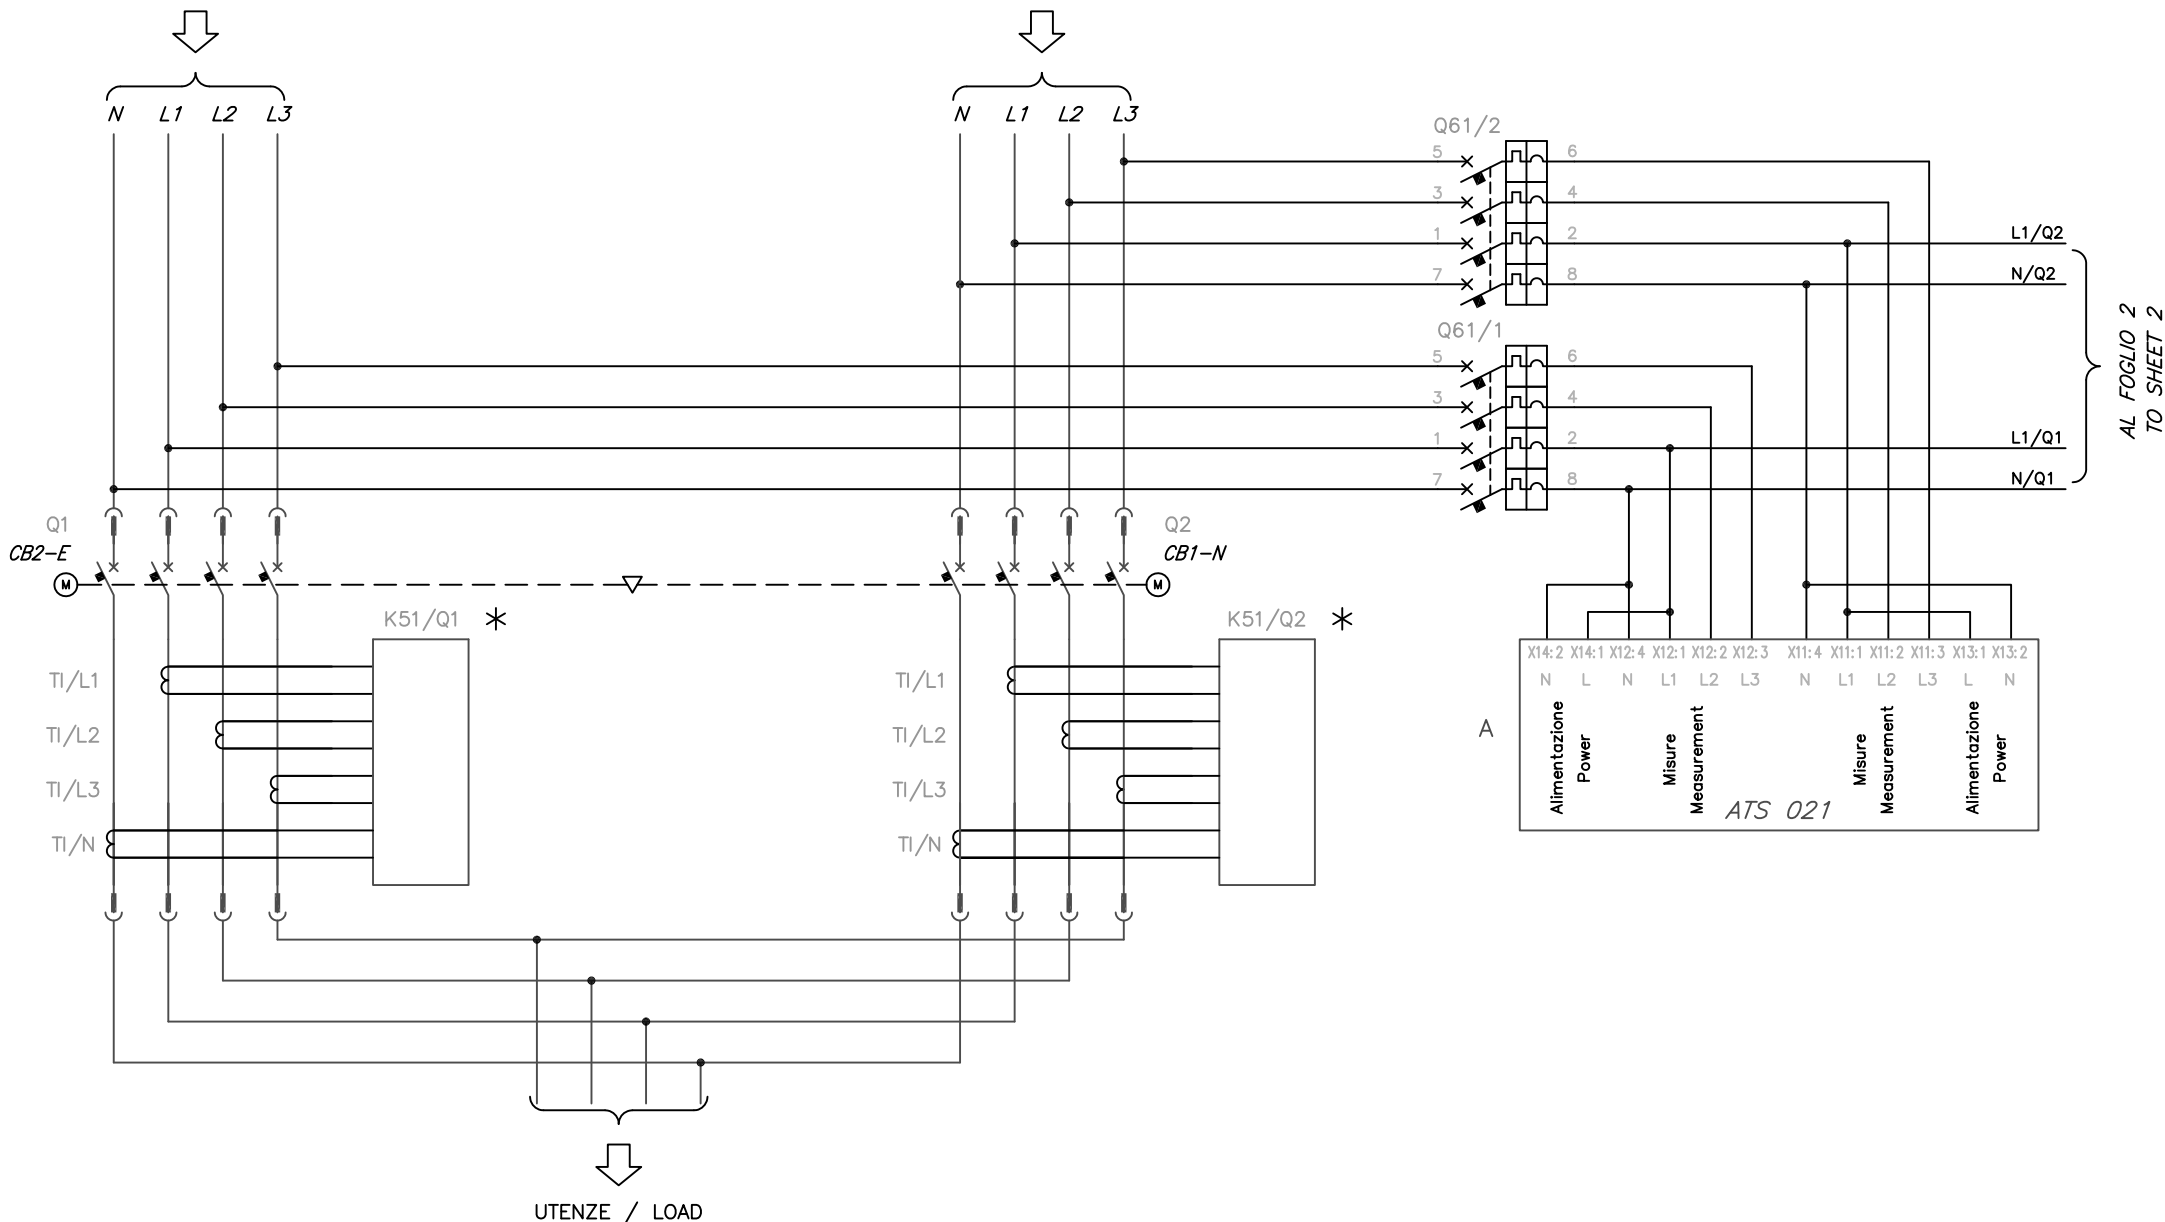 N L1 L2 L3
N L1 L2 L3
Q61/2
5 6
3 4
1 2
L1/Q2
7 8
N/Q2
Q61/1
5 6
3 4
1 2
L1/Q1
7 8
N/Q1
AL FOGLIO 2
TO SHEET 2
Q1
CB2-E
M
Q2
CB1-N
M
K51/Q1 *
TI/L1
TI/L2
TI/L3
TI/N
K51/Q2 *
TI/L1
TI/L2
TI/L3
TI/N
A
X14:2 X14:1 X12:4 X12:1 X12:2 X12:3 X11:4 X11:1 X11:2 X11:3 X13:1 X13:2
N L N L1 L2 L3 N L1 L2 L3 L N
Alimentazione
Power
Misure
Measurement
Misure
Measurement
Alimentazione
Power
ATS 021
UTENZE / LOAD